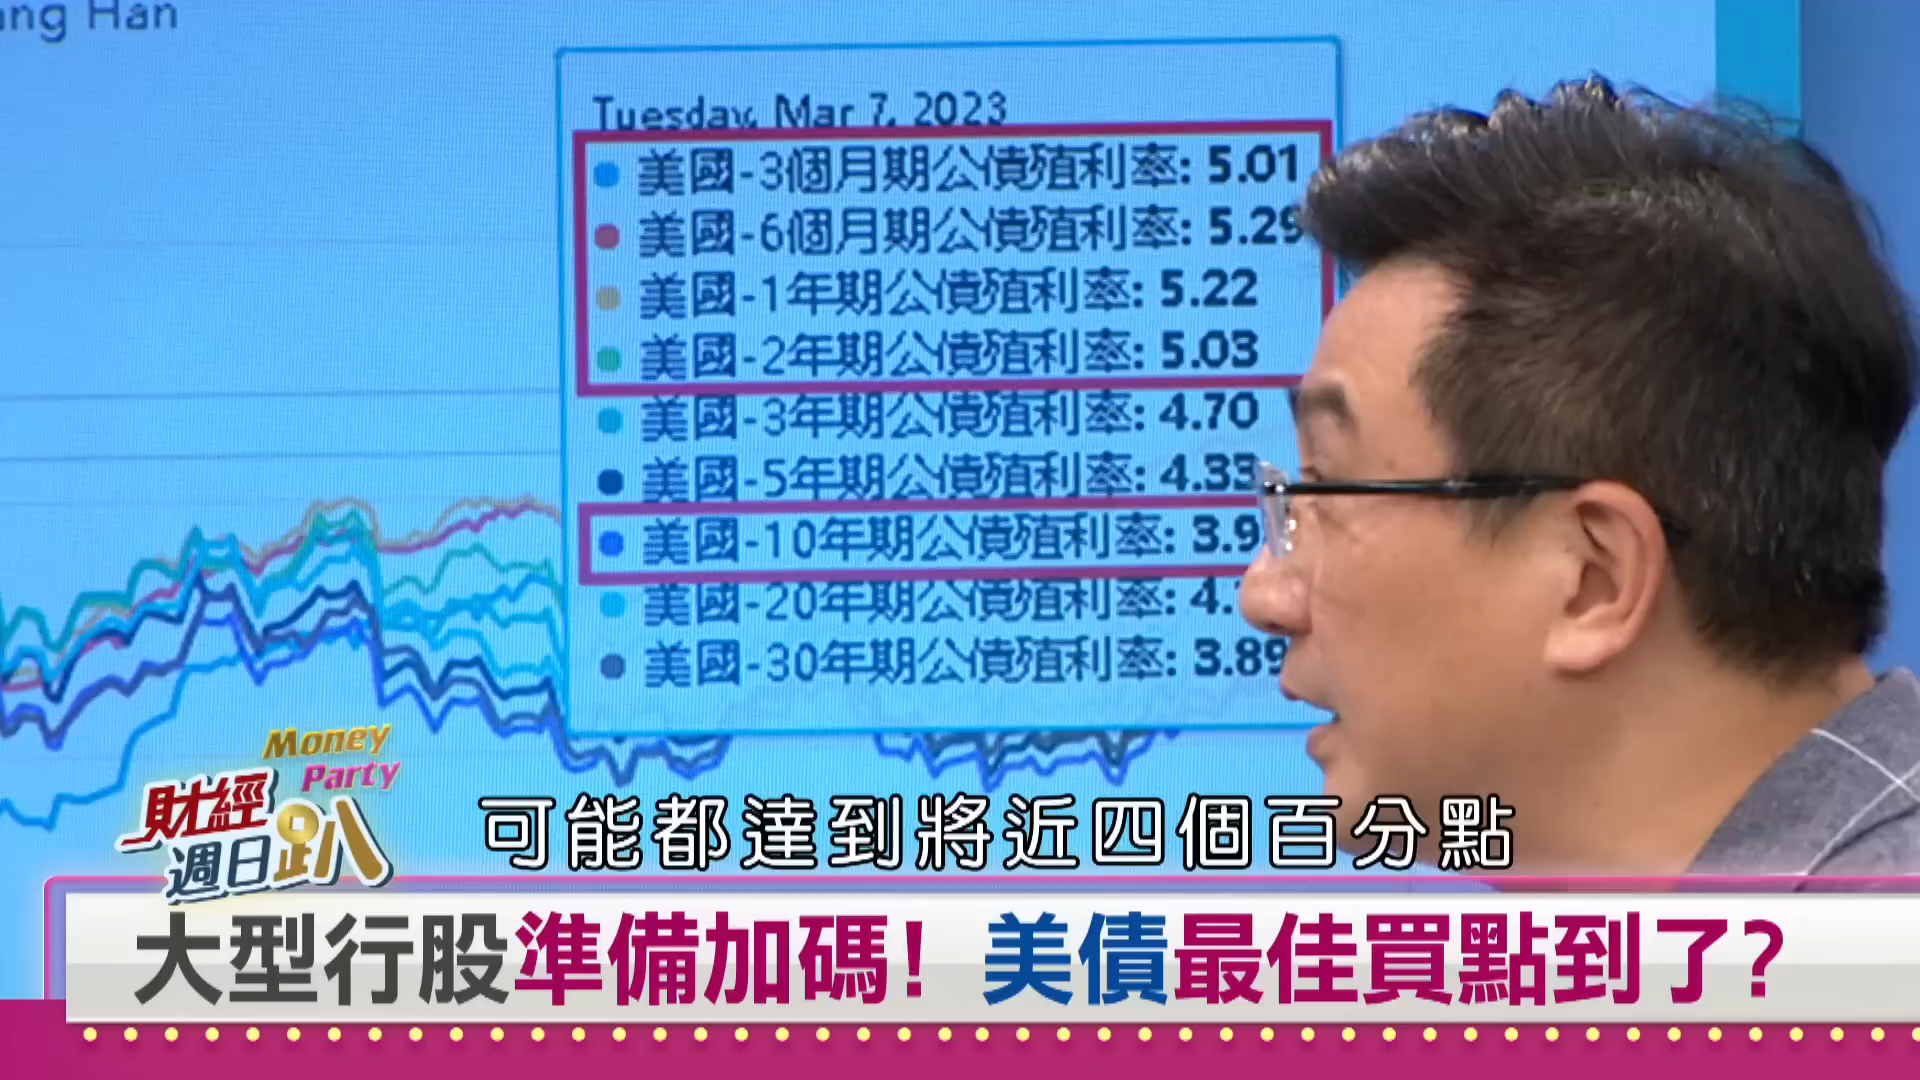 Han
Tuesday, Mar 7, 2023
美國-3個月期公債殖利率: 5.01
美國-6個月期公債殖利率: 5.29
美國-1年期公債殖利率: 5.22
美國-2年期公債殖利率: 5.03
美國-3年期公債殖利率: 4.70
美國-5年期公債殖利率: 4.33
美國-10年期公債殖利率: 3.9
美國-20年期公債殖利率: 4.
美國-30年期公債殖利率: 3.89
Money
Party
財經
週日趴
可能都達到將近四個百分點
大型行股準備加碼! 美債最佳買點到了?